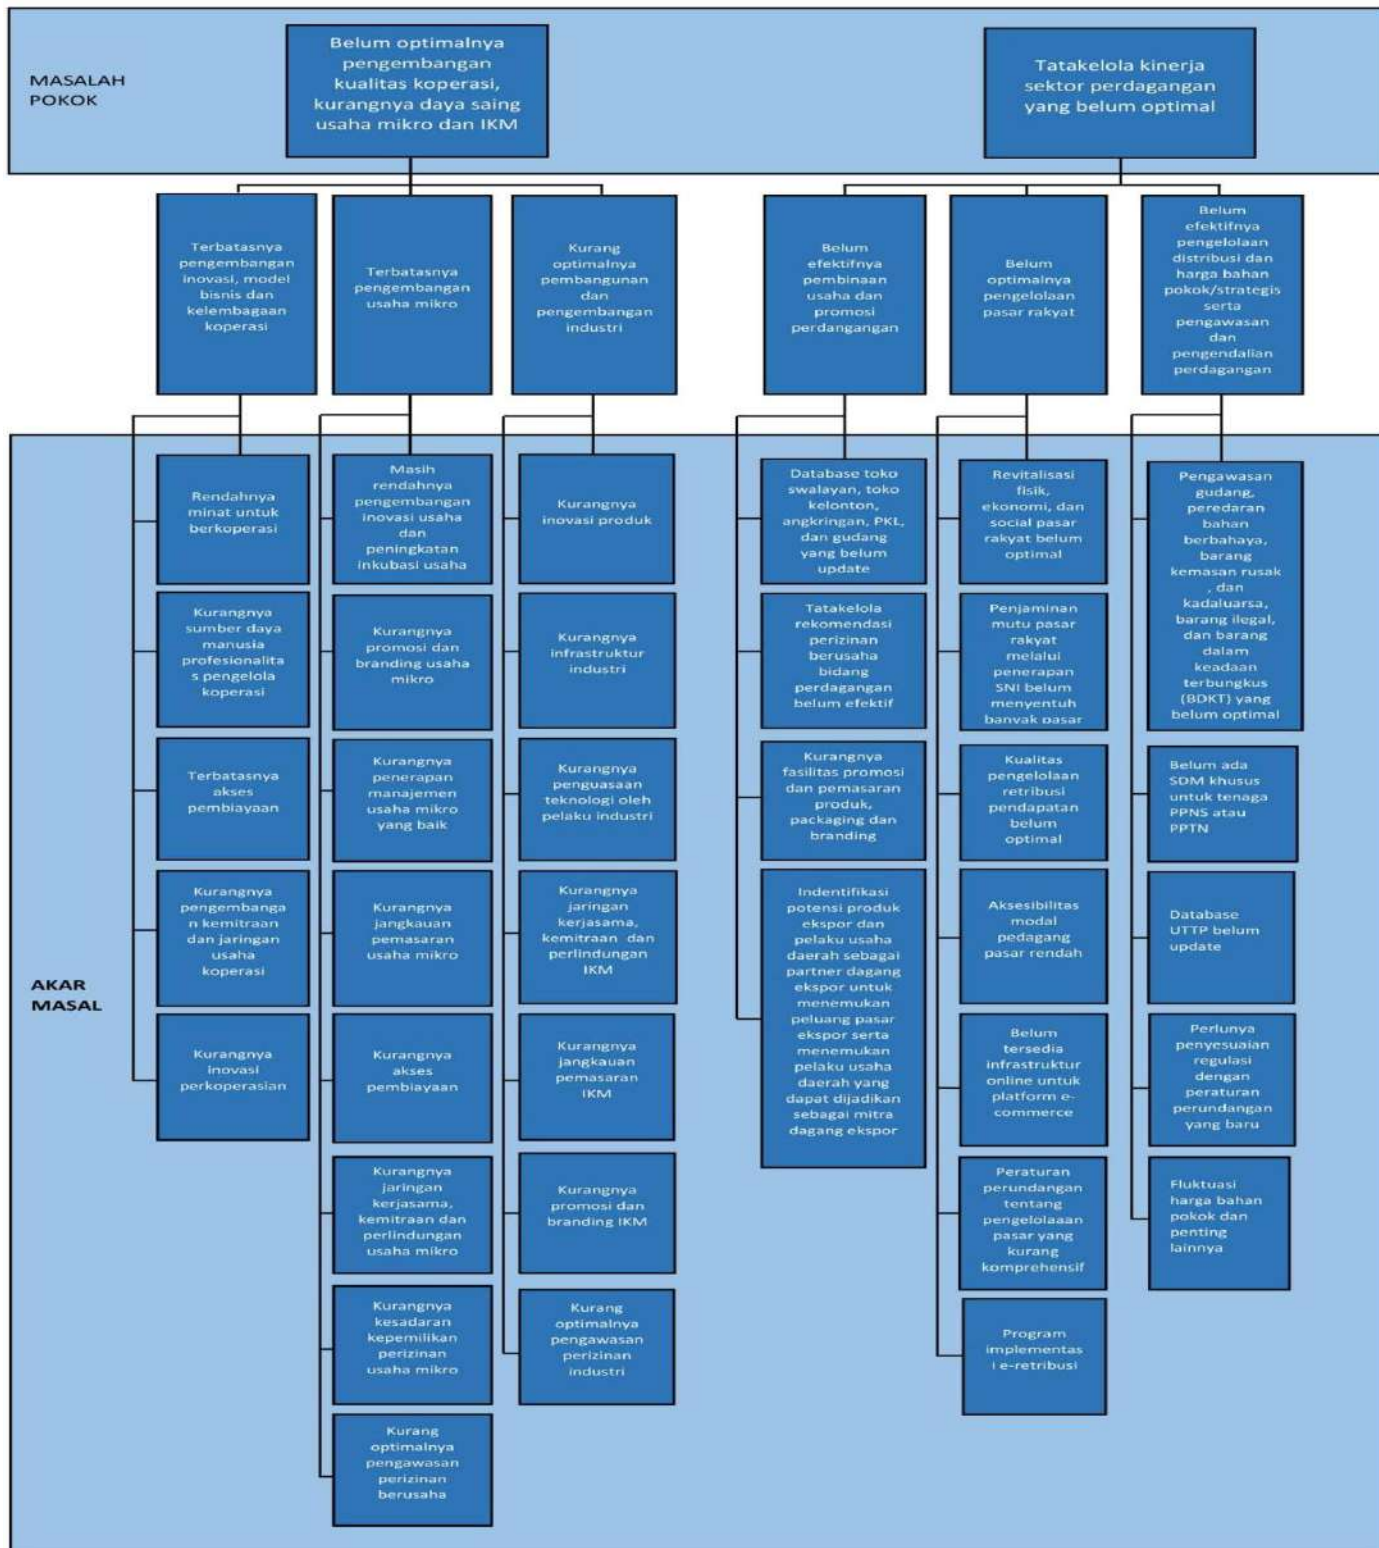 MASALAH
POKOK
Belum optimalnya
pengembangan
kualitas koperasi,
kurangnya daya saing
usaha mikro dan IKM
Tatakelola kinerja
sektor perdagangan
yang belum optimal
Terbatasnya
pengembangan
inovasi, model
bisnis dan
kelembagaan
koperasi
Terbatasnya
pengembangan
usaha mikro
Kurang
optimalnya
pembangunan
dan
pengembangan
industri
Belum
efektifnya
pembinaan
usaha dan
promosi
perdangangan
Belum
optimalnya
pengelolaan
pasar rakyat
Belum
efektifnya
pengelolaan
distribusi dan
harga bahan
pokok/strategis
serta
pengawasan
dan
pengendalian
perdagangan
AKAR
MASAL
Rendahnya
minat untuk
berkoperasi
Kurangnya
sumber daya
manusia
profesionalita
s pengelola
koperasi
Terbatasnya
akses
pembiayaan
Kurangnya
pengembanga
n kemitraan
dan jaringan
usaha
koperasi
Kurangnya
inovasi
perkoperasian
Masih
rendahnya
pengembangan
inovasi usaha
dan
peningkatan
inkubasi usaha
Kurangnya
promosi dan
branding usaha
mikro
Kurangnya
penerapan
manajemen
usaha mikro
yang baik
Kurangnya
jangkauan
pemasaran
usaha mikro
Kurangnya
akses
pembiayaan
Kurangnya
jaringan
kerjasama,
kemitraan dan
perlindungan
usaha mikro
Kurangnya
kesadaran
kepemilikan
perizinan
usaha mikro
Kurang
optimalnya
pengawasan
perizinan
berusaha
Kurangnya
inovasi produk
Kurangnya
infrastruktur
industri
Kurangnya
penguasaan
teknologi oleh
pelaku industri
Kurangnya
jaringan
kerjasama,
kemitraan dan
perlindungan
IKM
Kurangnya
jangkauan
pemasaran
IKM
Kurangnya
promosi dan
branding IKM
Kurang
optimalnya
pengawasan
perizinan
industri
Database toko
swalayan, toko
kelonton,
angkringan, PKL,
dan gudang
yang belum
update
Tatakelola
rekomendasi
perizinan
berusaha
bidang
perdagangan
belum efektif
Kurangnya
fasilitas promosi
dan pemasaran
produk,
packaging dan
branding
Indentifikasi
potensi produk
ekspor dan
pelaku usaha
daerah sebagai
partner dagang
ekspor untuk
menemukan
peluang pasar
ekspor serta
menemukan
pelaku usaha
daerah yang
dapat dijadikan
sebagai mitra
dagang ekspor
Revitalisasi
fisik,
ekonomi, dan
social pasar
rakyat belum
optimal
Penjaminan
mutu pasar
rakyat
melalui
penerapan
SNI belum
menyentuh
banyak pasar
Kualitas
pengelolaan
retribusi
pendapatan
belum
optimal
Aksesibilitas
modal
pedagang
pasar rendah
Belum
tersedia
infrastruktur
online untuk
platform e-
commerce
Peraturan
perundangan
tentang
pengelolaaan
pasar yang
kurang
komprehensif
Program
implementas
i e-retribusi
Pengawasan
gudang,
peredaran
bahan
berbahaya,
barang
kemasan rusak
, dan
kadaluarsa,
barang ilegal,
dan barang
dalam
keadaan
terbungkus
(BDKT) yang
belum optimal
Belum ada
SDM khusus
untuk tenaga
PPNS atau
PPTN
Database
UTTP belum
update
Perlunya
penyesuaian
regulasi
dengan
peraturan
perundangan
yang baru
Fluktuasi
harga bahan
pokok dan
penting
lainnya